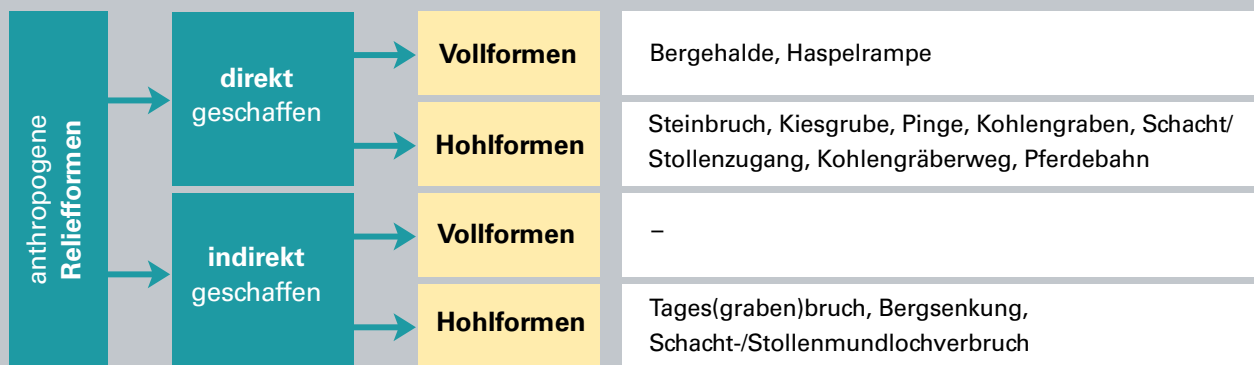 anthropogene
Reliefformen
direkt
geschaffen
Vollformen
Bergehalde, Haspelrampe
Hohlformen
Steinbruch, Kiesgrube, Pinge, Kohlengraben, Schacht/
Stollenzugang, Kohlengräberweg, Pferdebahn
indirekt
geschaffen
Vollformen
–
Hohlformen
Tages(graben)bruch, Bergsenkung,
Schacht-/Stollenmundlochverbruch